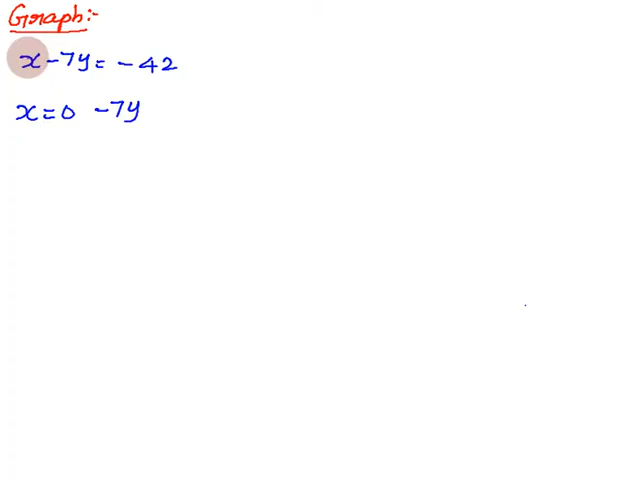 Graph:-
x - 7y = - 42
x = 0 - 7y